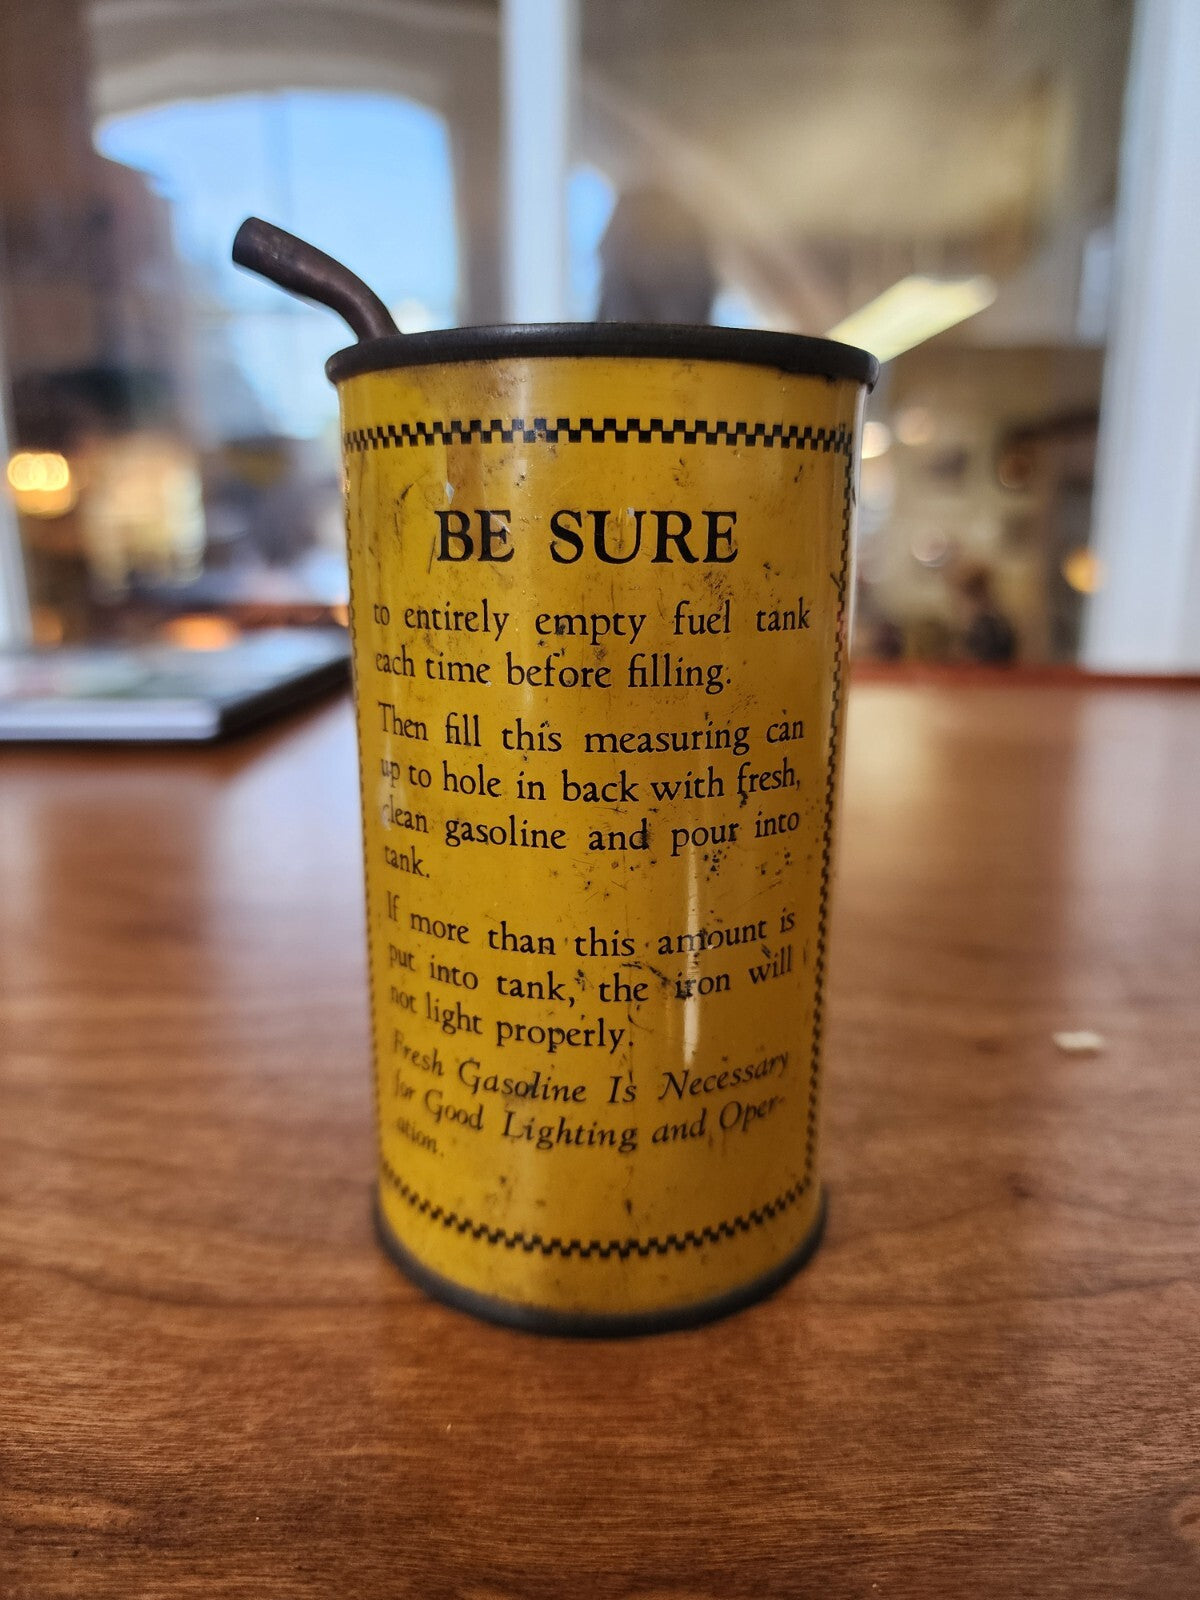 BE SURE
to entirely empty fuel tank
each time before filling.
Then fill this measuring can
up to hole in back with fresh,
clean gasoline and pour into
tank.
If more than this amount is
put into tank, the iron will
not light properly.
Fresh Gasoline Is Necessary
for Good Lighting and Oper-
ation.